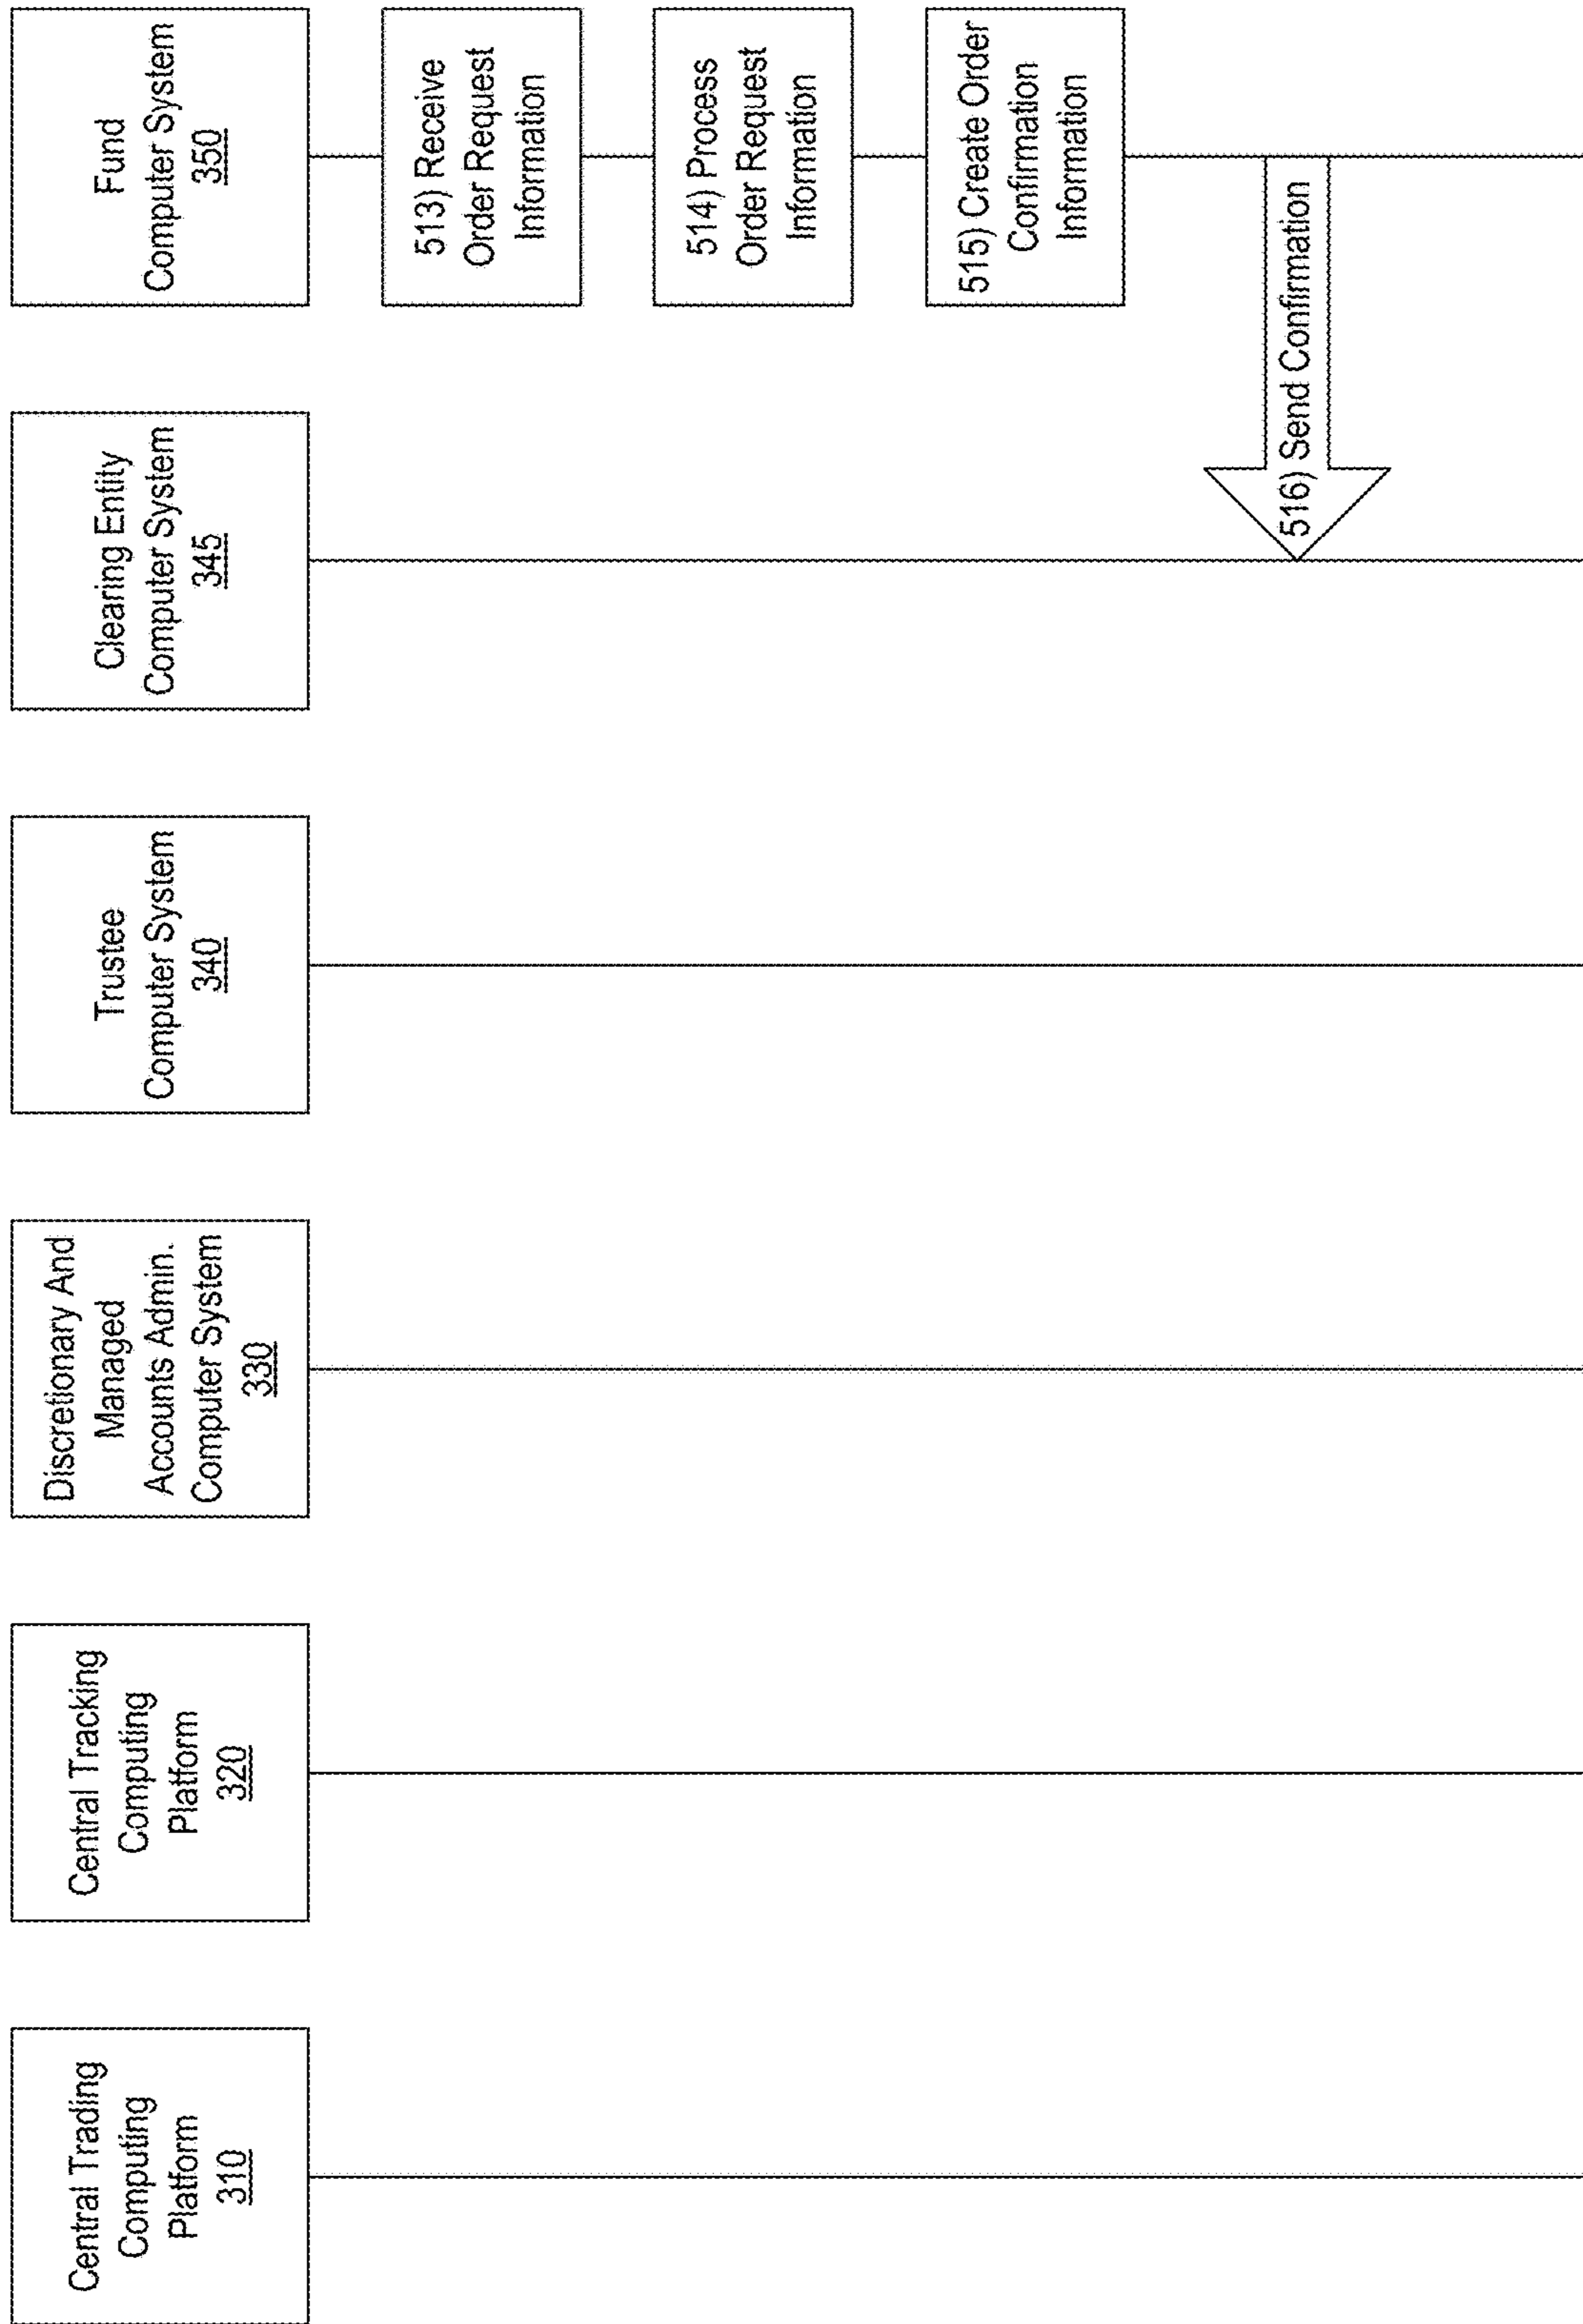 Central Trading
Computing
Platform
310
Central Tracking
Computing
Platform
320
Discretionary And
Managed
Accounts Admin.
Computer System
330
Trustee
Computer System
340
Clearing Entity
Computer System
345
Fund
Computer System
350
513) Receive
Order Request
Information
514) Process
Order Request
Information
515) Create Order
Confirmation
Information
516) Send Confirmation